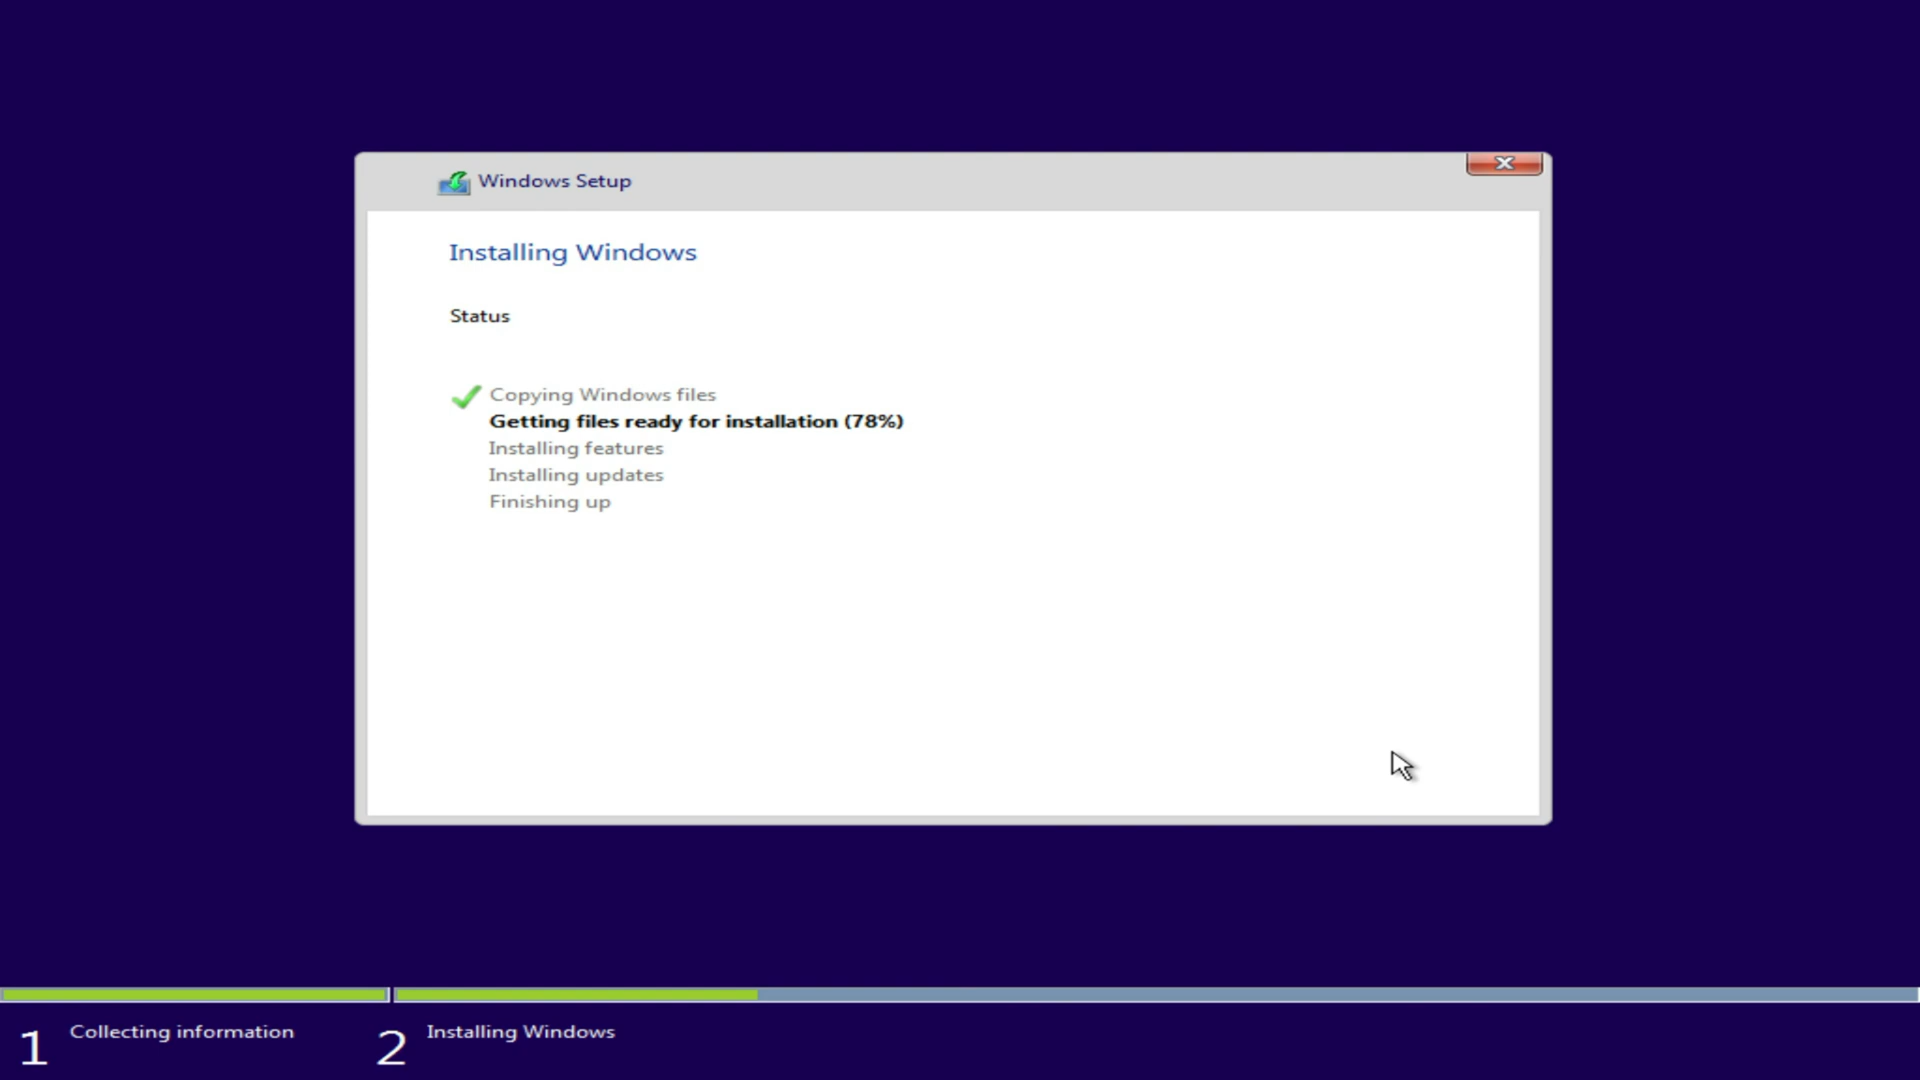 Windows Setup
Installing Windows
Status
Copying Windows files
Getting files ready for installation (78%)
Installing features
Installing updates
Finishing up
1 Collecting information
2 Installing Windows